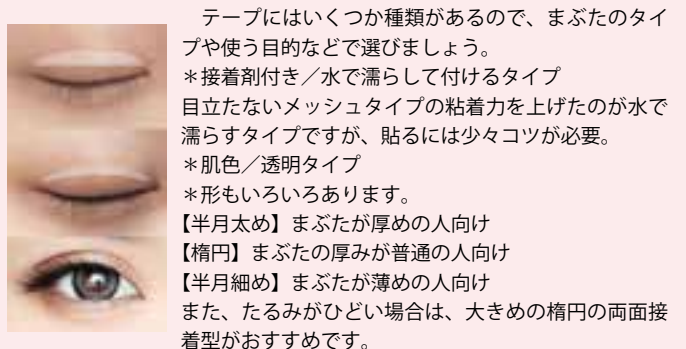 テープにはいくつか種類があるので、まぶたのタイ
プや使う目的などで選びましょう。
＊接着剤付き／水で濡らして付けるタイプ
目立たないメッシュタイプの粘着力を上げたのが水で
濡らすタイプですが、貼るには少々コツが必要。
＊肌色／透明タイプ
＊形もいろいろあります。
【半月太め】まぶたが厚めの人向け
【楕円】まぶたの厚みが普通の人向け
【半月細め】まぶたが薄めの人向け
また、たるみがひどい場合は、大きめの楕円の両面接
着型がおすすめです。